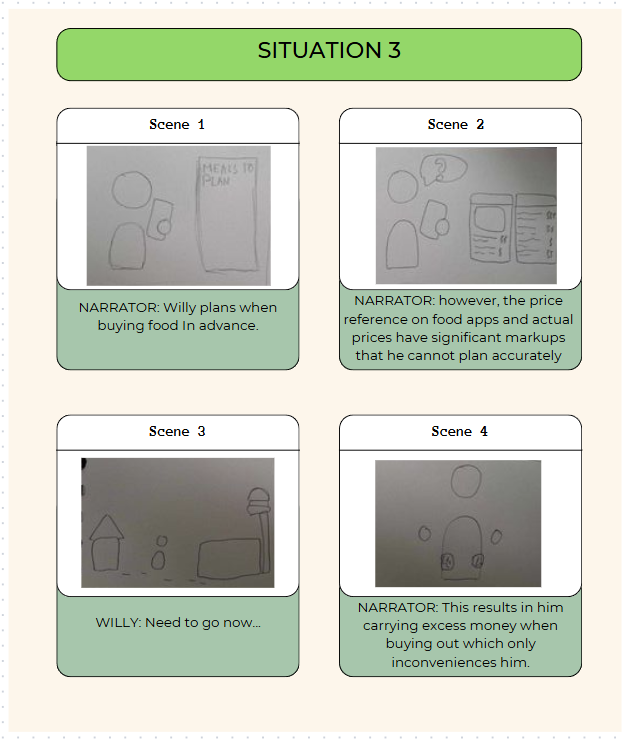 SITUATION 3
Scene 1
MEALS TO
PLAN
NARRATOR: Willy plans when
buying food In advance.
Scene 2
?
NARRATOR: however, the price
reference on food apps and actual
prices have significant markups
that he cannot plan accurately
Scene 3
WILLY: Need to go now...
Scene 4
NARRATOR: This results in him
carrying excess money when
buying out which only
inconveniences him.